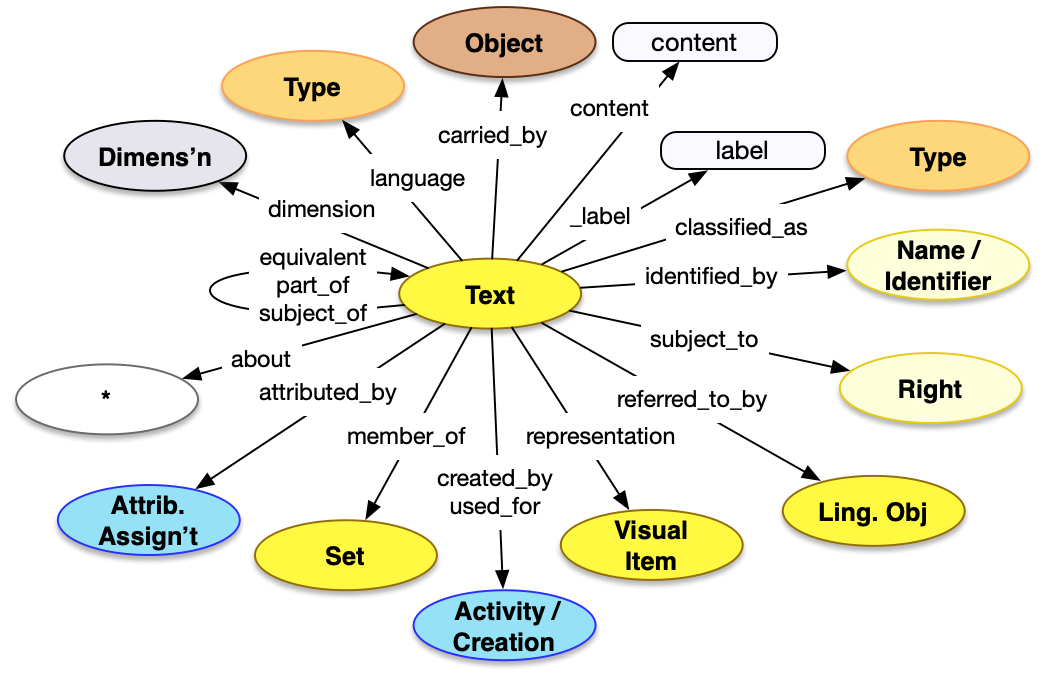 Object
content
Type
content
carried_by
label
Type
Dimens’n
language
dimension
_label
classified_as
equivalent
part_of
subject_of
Text
identified_by
Name /
Identifier
about
subject_to
*
attributed_by
referred_to_by
Right
member_of
representation
created_by
used_for
Attrib.
Assign’t
Set
Visual
Item
Ling. Obj
Activity /
Creation